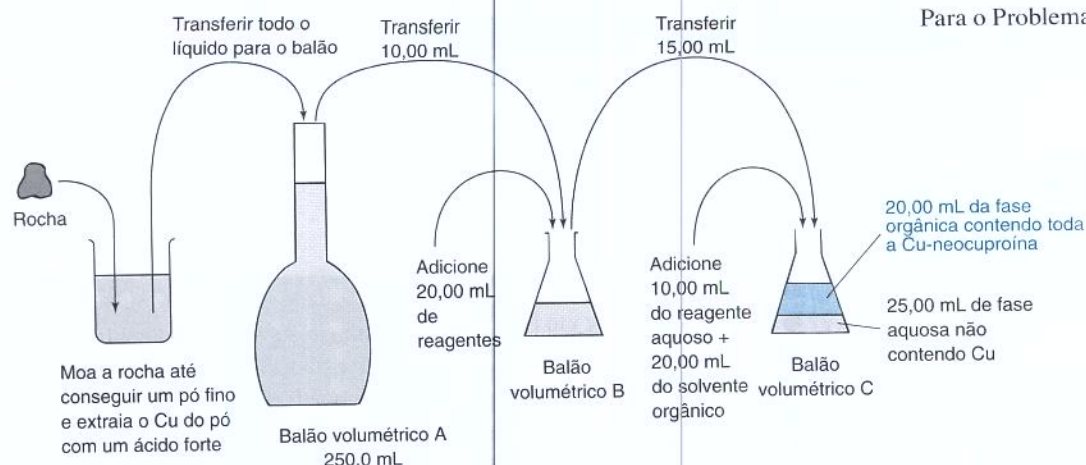 Para o Problema
Transferir todo o
líquido para o balão
Transferir
10,00 mL
Transferir
15,00 mL
Rocha
Adicione
20,00 mL
de
reagentes
Adicione
10,00 mL
do reagente
aquoso +
20,00 mL
do solvente
orgânico
20,00 mL da fase
orgânica contendo toda
a Cu-neocuproína
25,00 mL de fase
aquosa não
contendo Cu
Moa a rocha até
conseguir um pó fino
e extraia o Cu do pó
com um ácido forte
Balão volumétrico A
250,0 mL
Balão
volumétrico B
Balão
volumétrico C